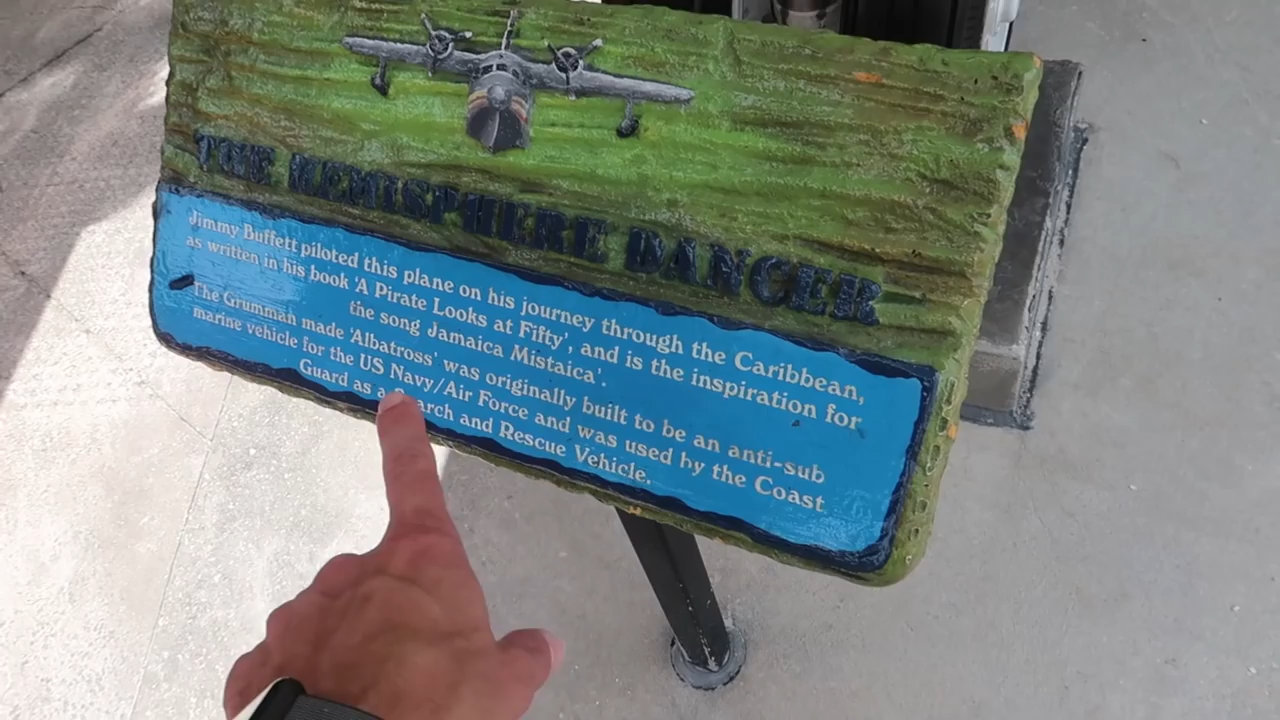 THE HEMISPHERE DANCER
Jimmy Buffett piloted this plane on his journey through the Caribbean,
as written in his book 'A Pirate Looks at Fifty', and is the inspiration for
the song Jamaica Mistaica'.
The Grumman made 'Albatross' was originally built to be an anti-sub
marine vehicle for the US Navy/Air Force and was used by the Coast
Guard as a Search and Rescue Vehicle.